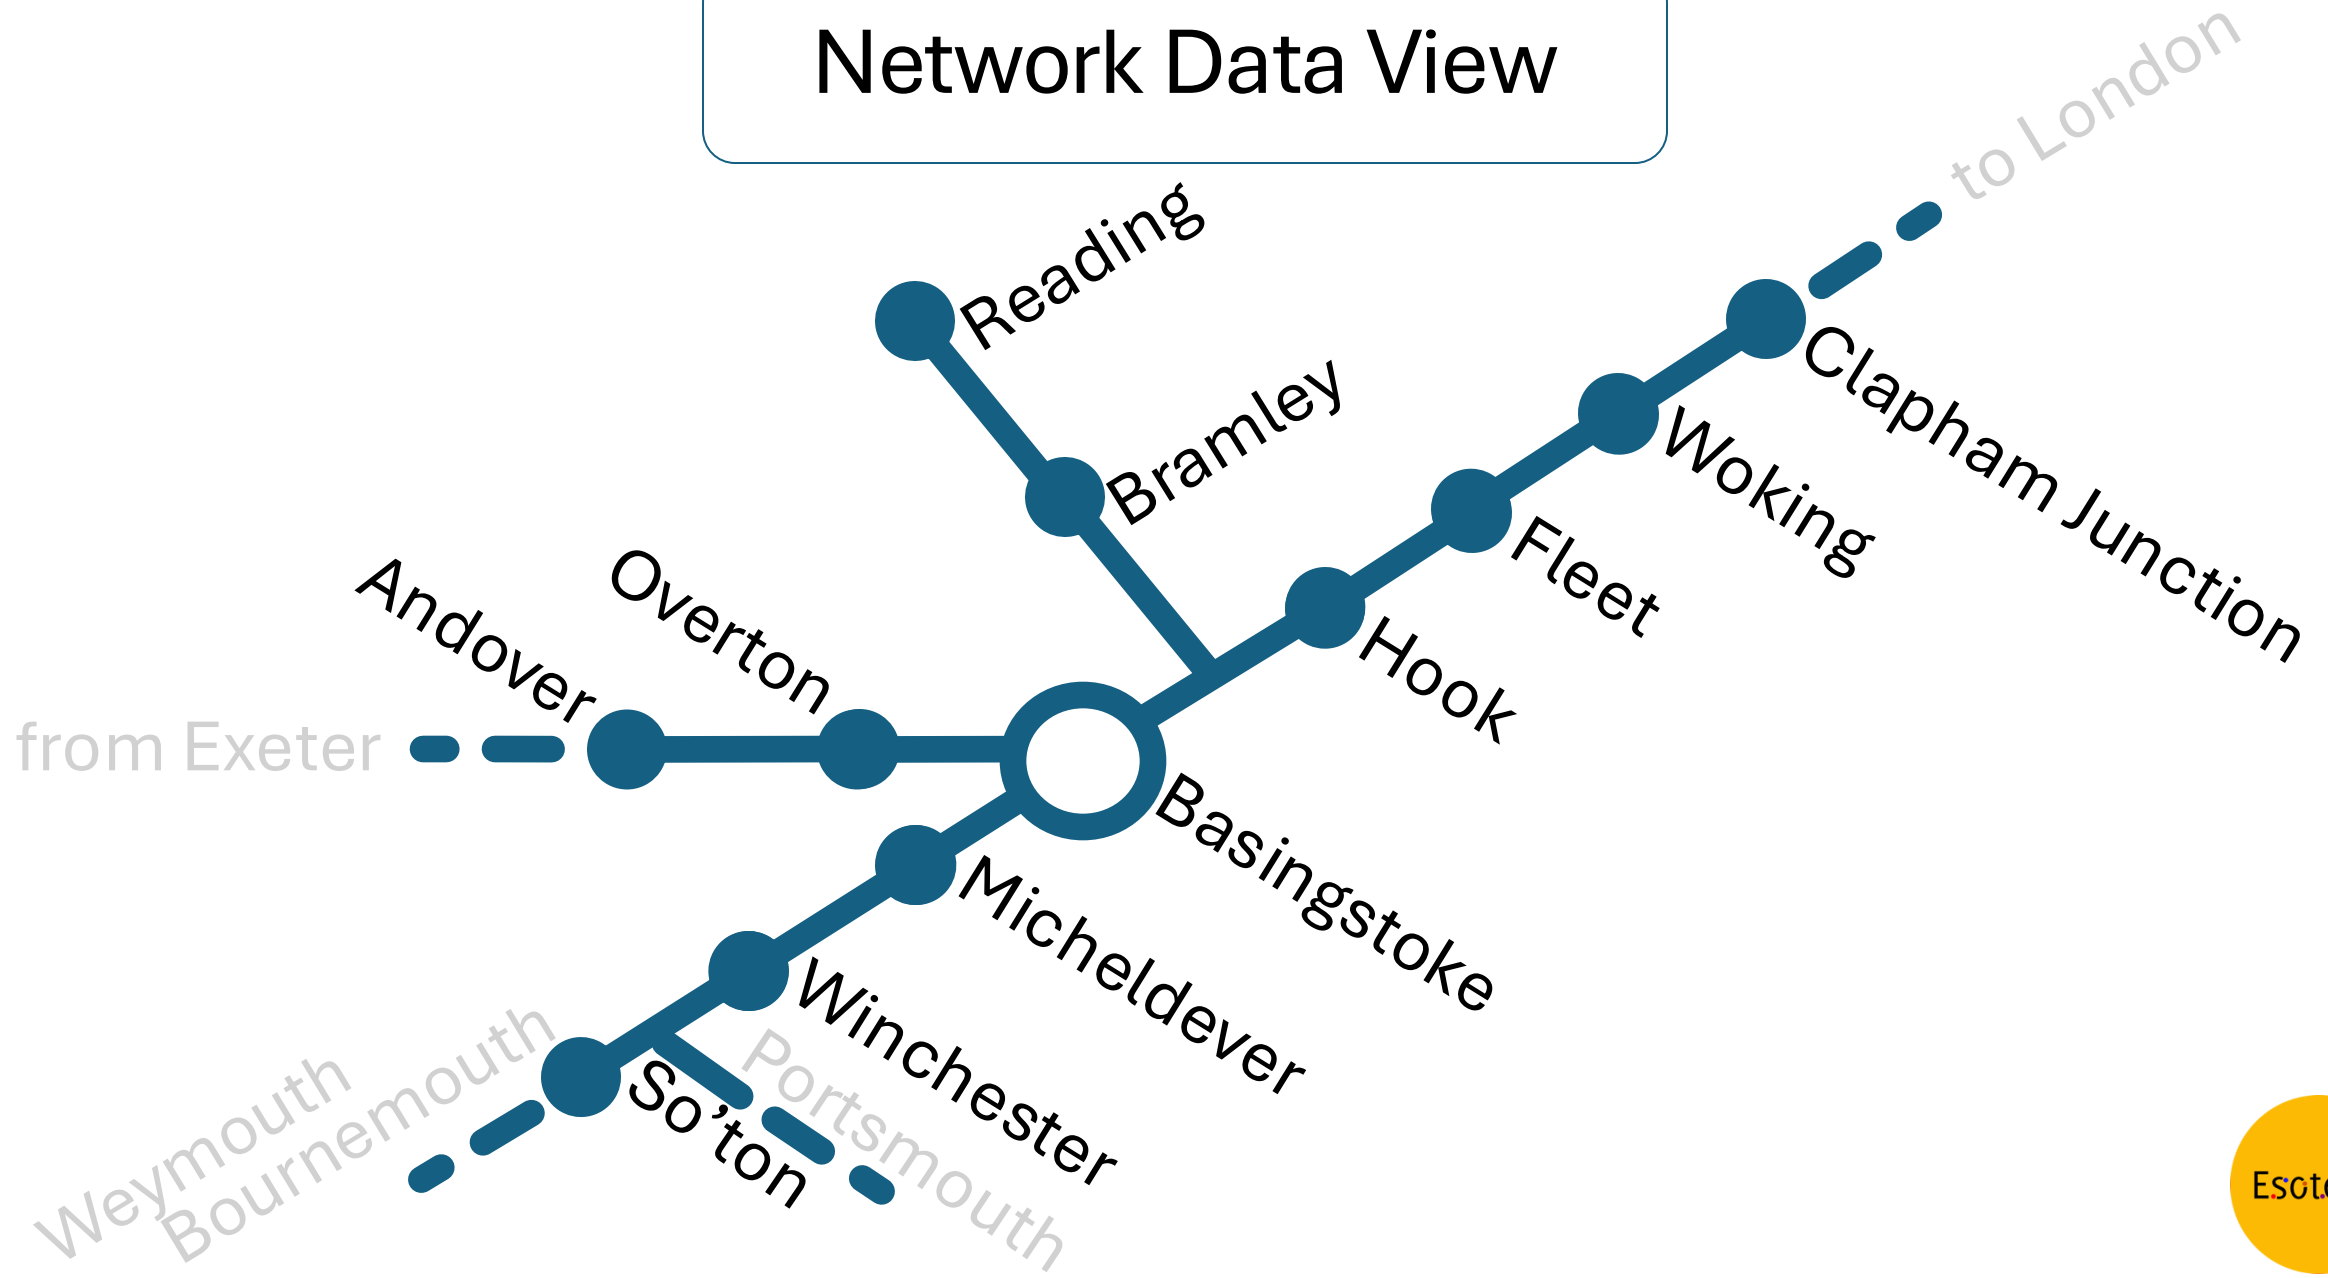 Network Data View
to London
Reading
Bramley
Clapham Junction
Woking
Fleet
Hook
Andover
Overton
from Exeter
Basingstoke
Micheldever
Winchester
So’ton
Portsmouth
Weymouth
Bournemouth